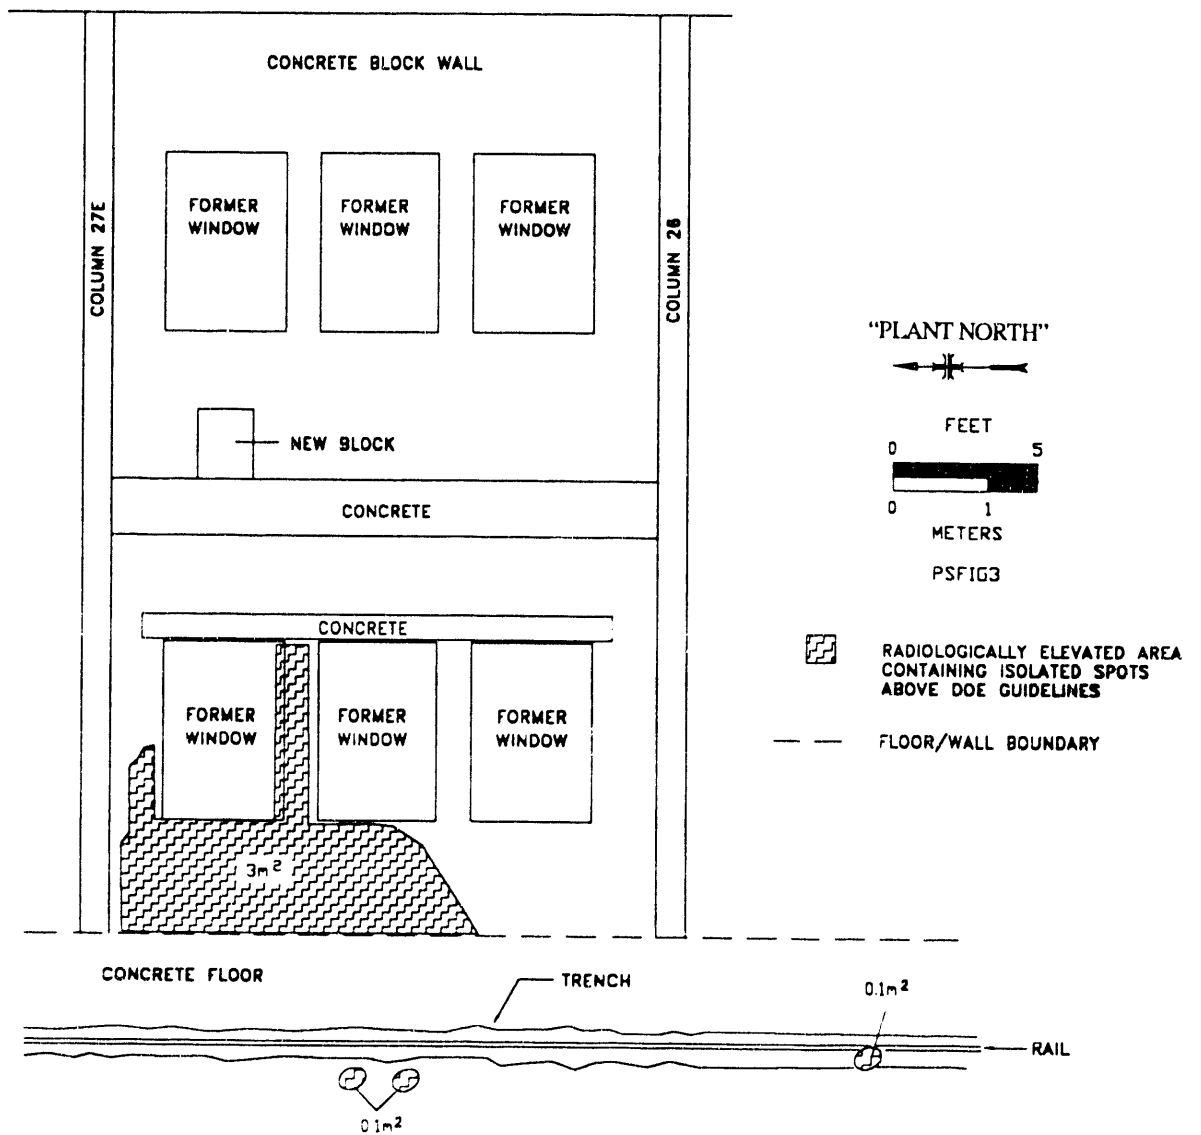 CONCRETE BLOCK WALL
FORMER
WINDOW
FORMER
WINDOW
FORMER
WINDOW
COLUMN 27E
COLUMN 26
"PLANT NORTH"
FEET
0 5
0 1
METERS
PSFIG3
NEW BLOCK
CONCRETE
CONCRETE
FORMER
WINDOW
FORMER
WINDOW
FORMER
WINDOW
RADIOLOGICALLY ELEVATED AREA
CONTAINING ISOLATED SPOTS
ABOVE DOE GUIDELINES
FLOOR/WALL BOUNDARY
3m²
CONCRETE FLOOR
TRENCH
0.1m²
RAIL
0.1m²